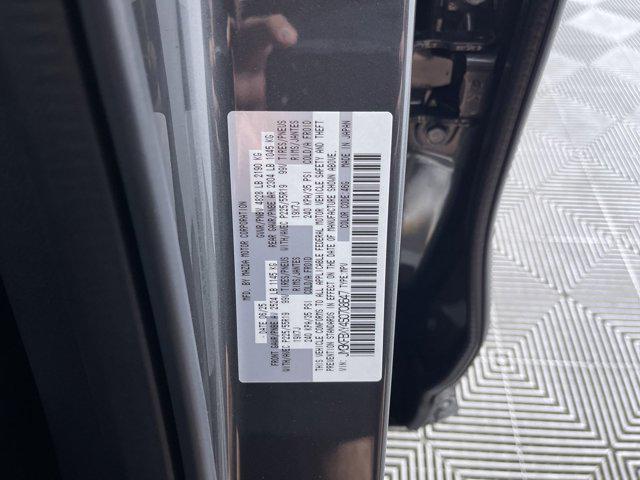 MFD. BY MAZDA MOTOR CORPORATION
- DATE: 06/25 GVWR/PNBV 4828 LB 2190 KG
FRONT GAWR/PNBE AV 2524 LB 1145 KG REAR GAWR/PNBE AR 2304 LB 1045 KG
WITH/AVEC P225/55R19 99V TIRES/PNEUS WITH/AVEC P225/55R19 99V TIRES/PNEUS
19X7J RIMS/JANTES 19X7J RIMS/JANTES
240 KPA/35 PSI COLD/A FROID 240 KPA/35 PSI COLD/A FROID
THIS VEHICLE CONFORMS TO ALL APPLICABLE FEDERAL MOTOR VEHICLE SAFETY AND THEFT
PREVENTION STANDARDS IN EFFECT ON THE DATE OF MANUFACTURE SHOWN ABOVE.
COLOR CODE: 46G MADE IN JAPAN
VIN: TYPE: MPV